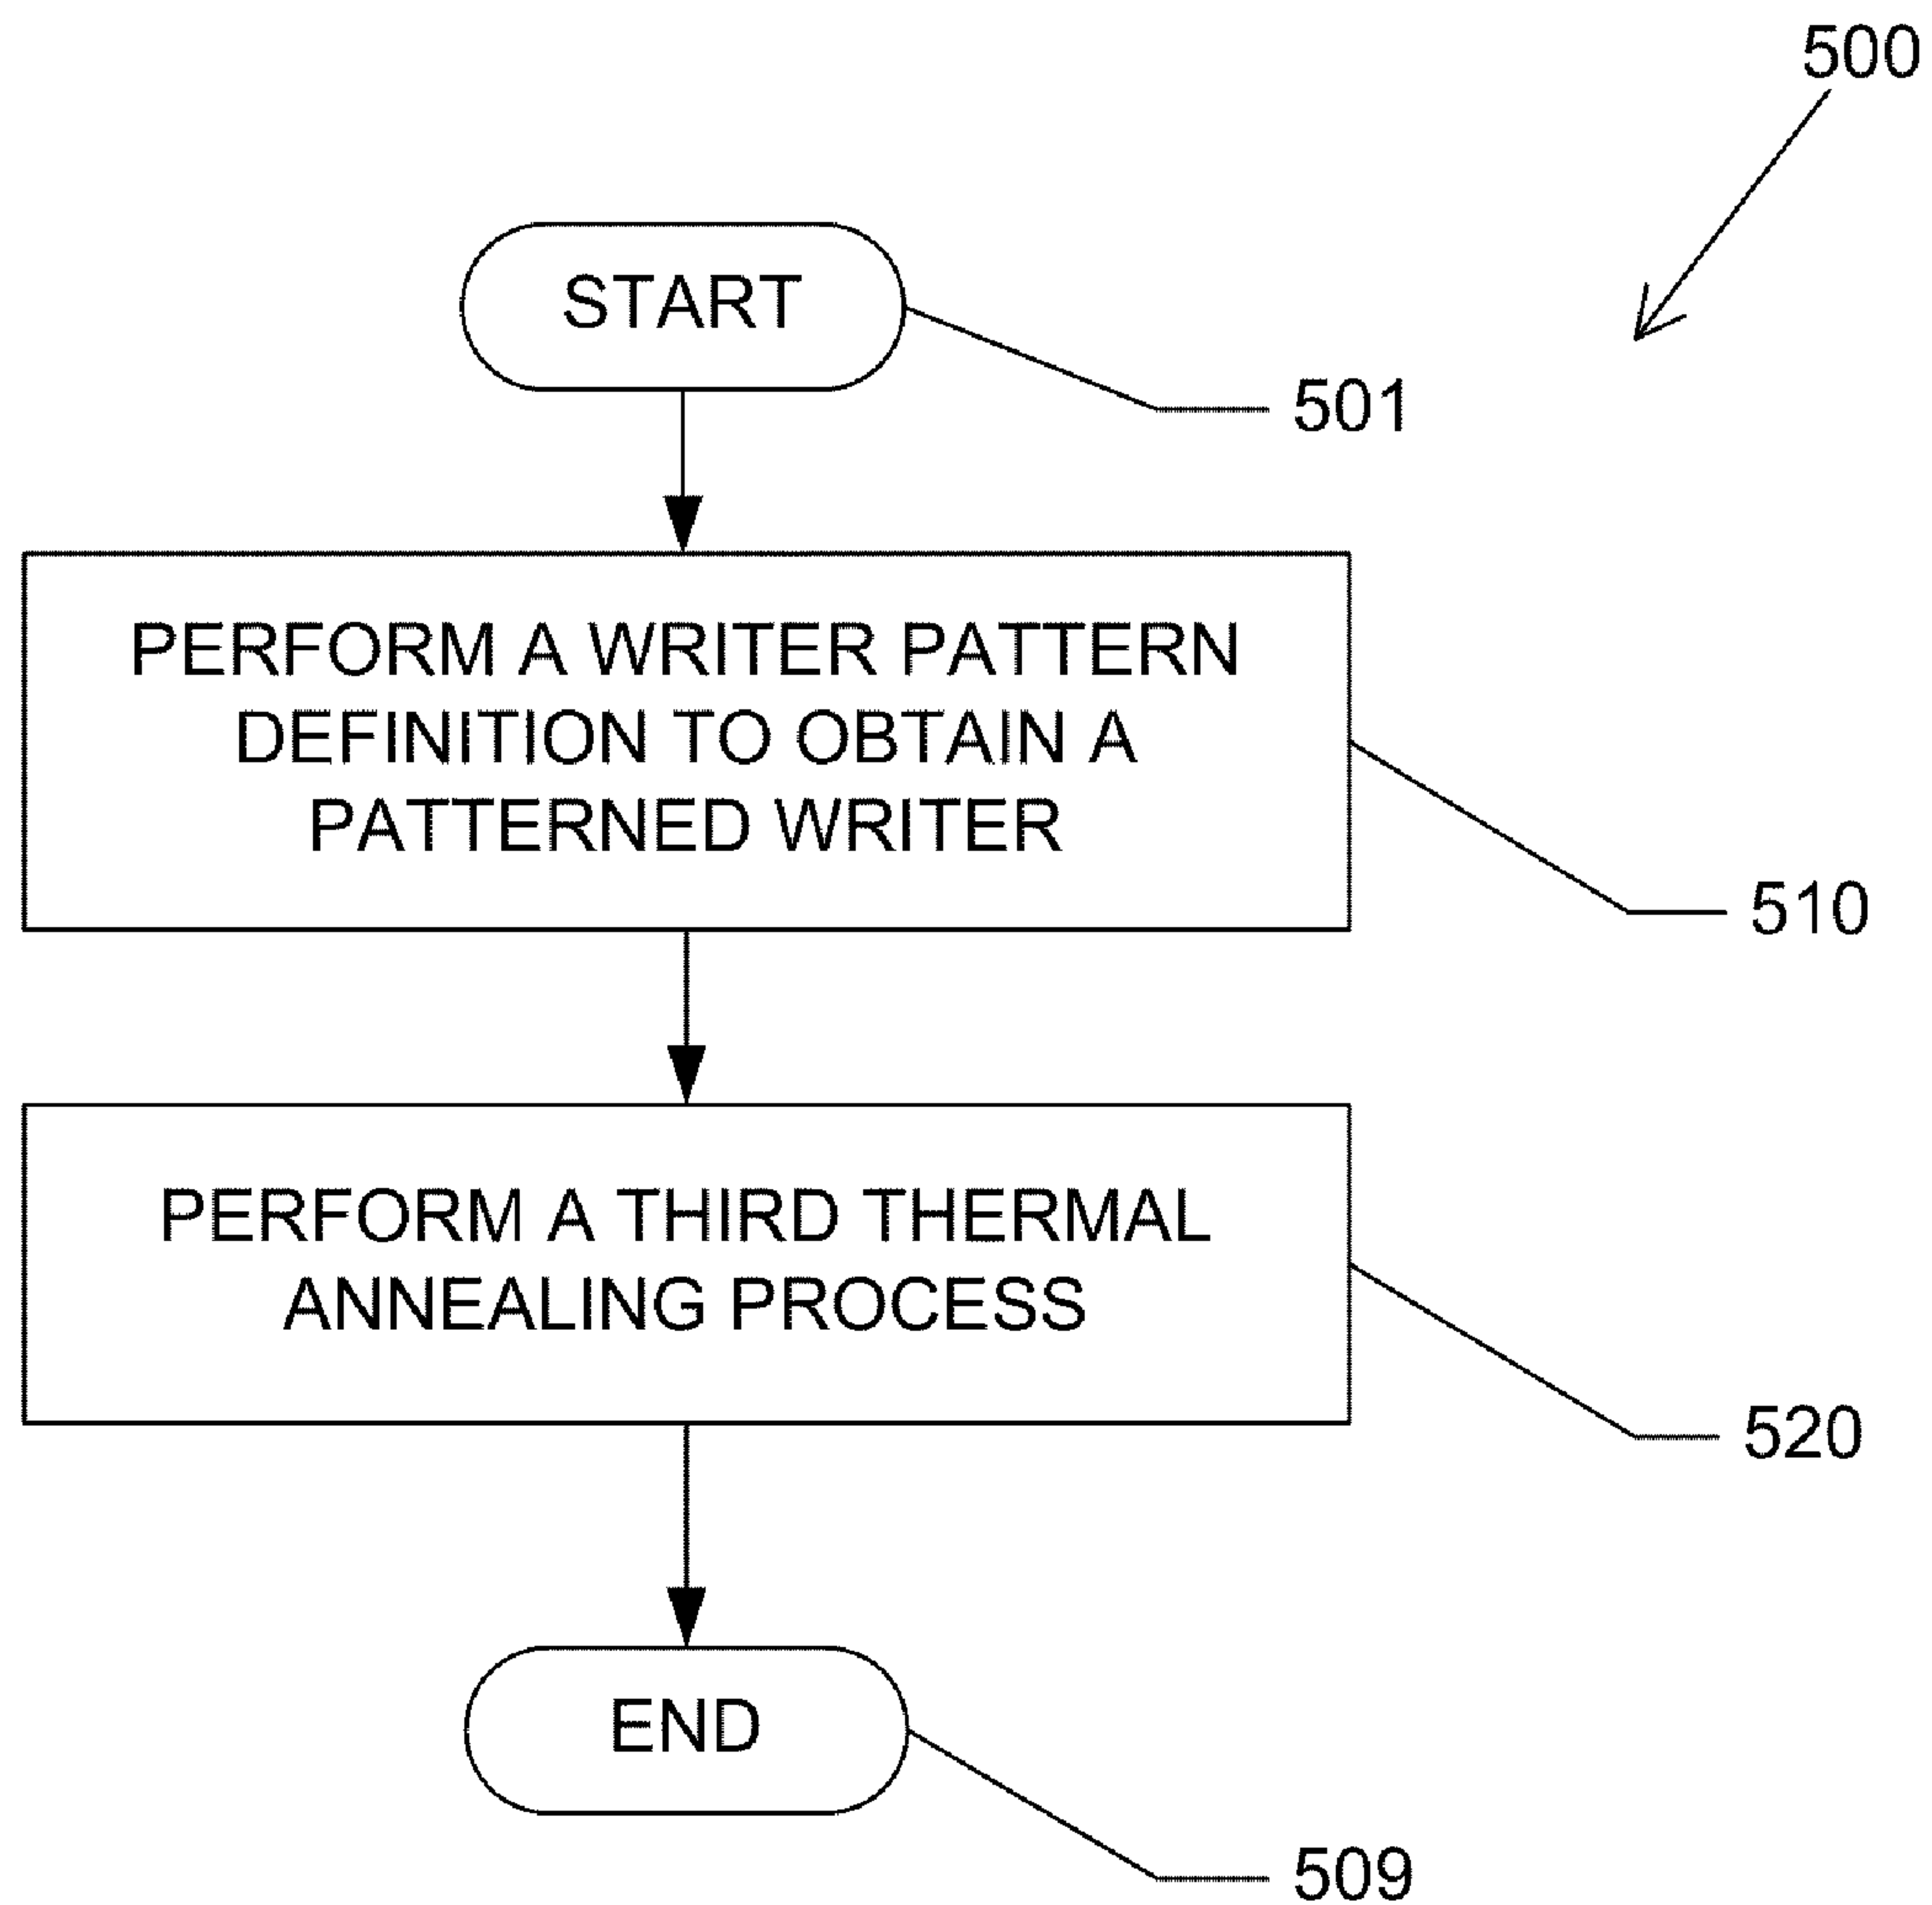 500
START
501
PERFORM A WRITER PATTERN
DEFINITION TO OBTAIN A
PATTERNED WRITER
510
PERFORM A THIRD THERMAL
ANNEALING PROCESS
520
END
509